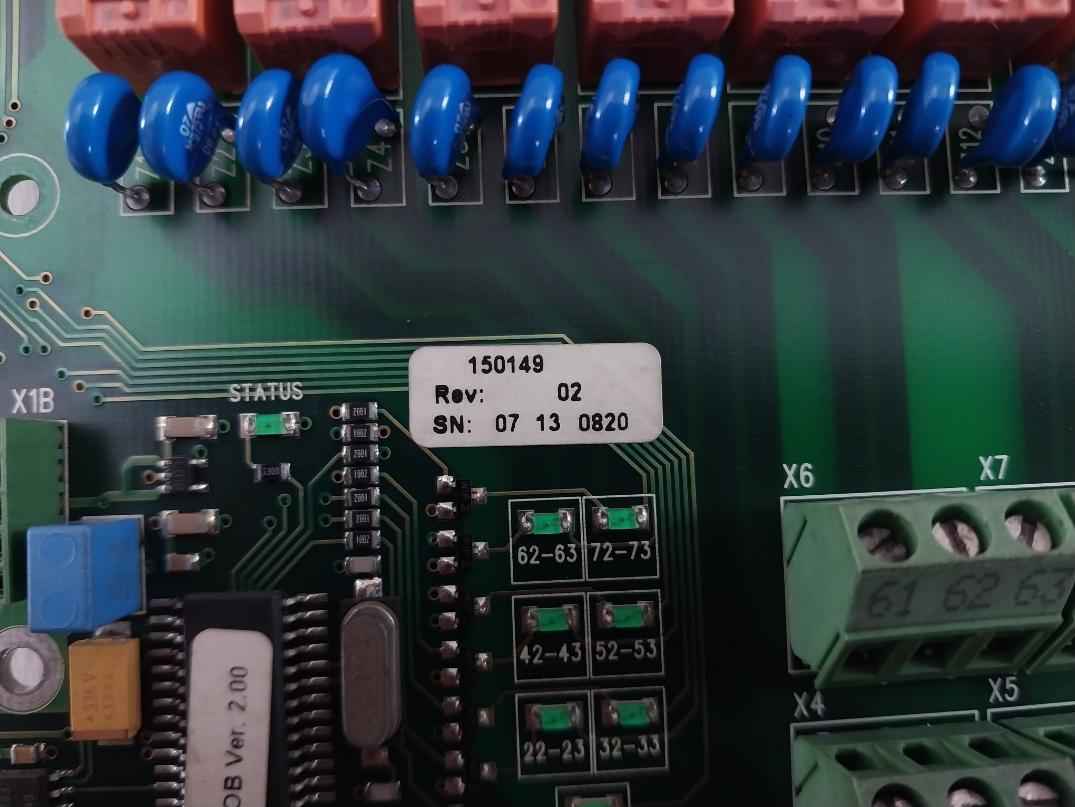 Z4
X1B
STATUS
150149
Rev: 02
SN: 07 13 0820
X6
X7
62-63
72-73
61 62 63
42-43
52-53
X4
X5
22-23
32-33
OB Ver. 2.00